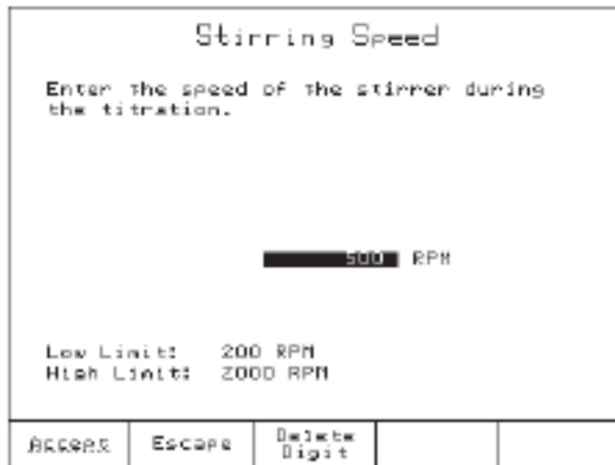 Stirring Speed
Enter the speed of the stirrer during
the titration.
500 RPM
Low Limit: 200 RPM
High Limit: 2000 RPM
Accept Escape Delete Digit